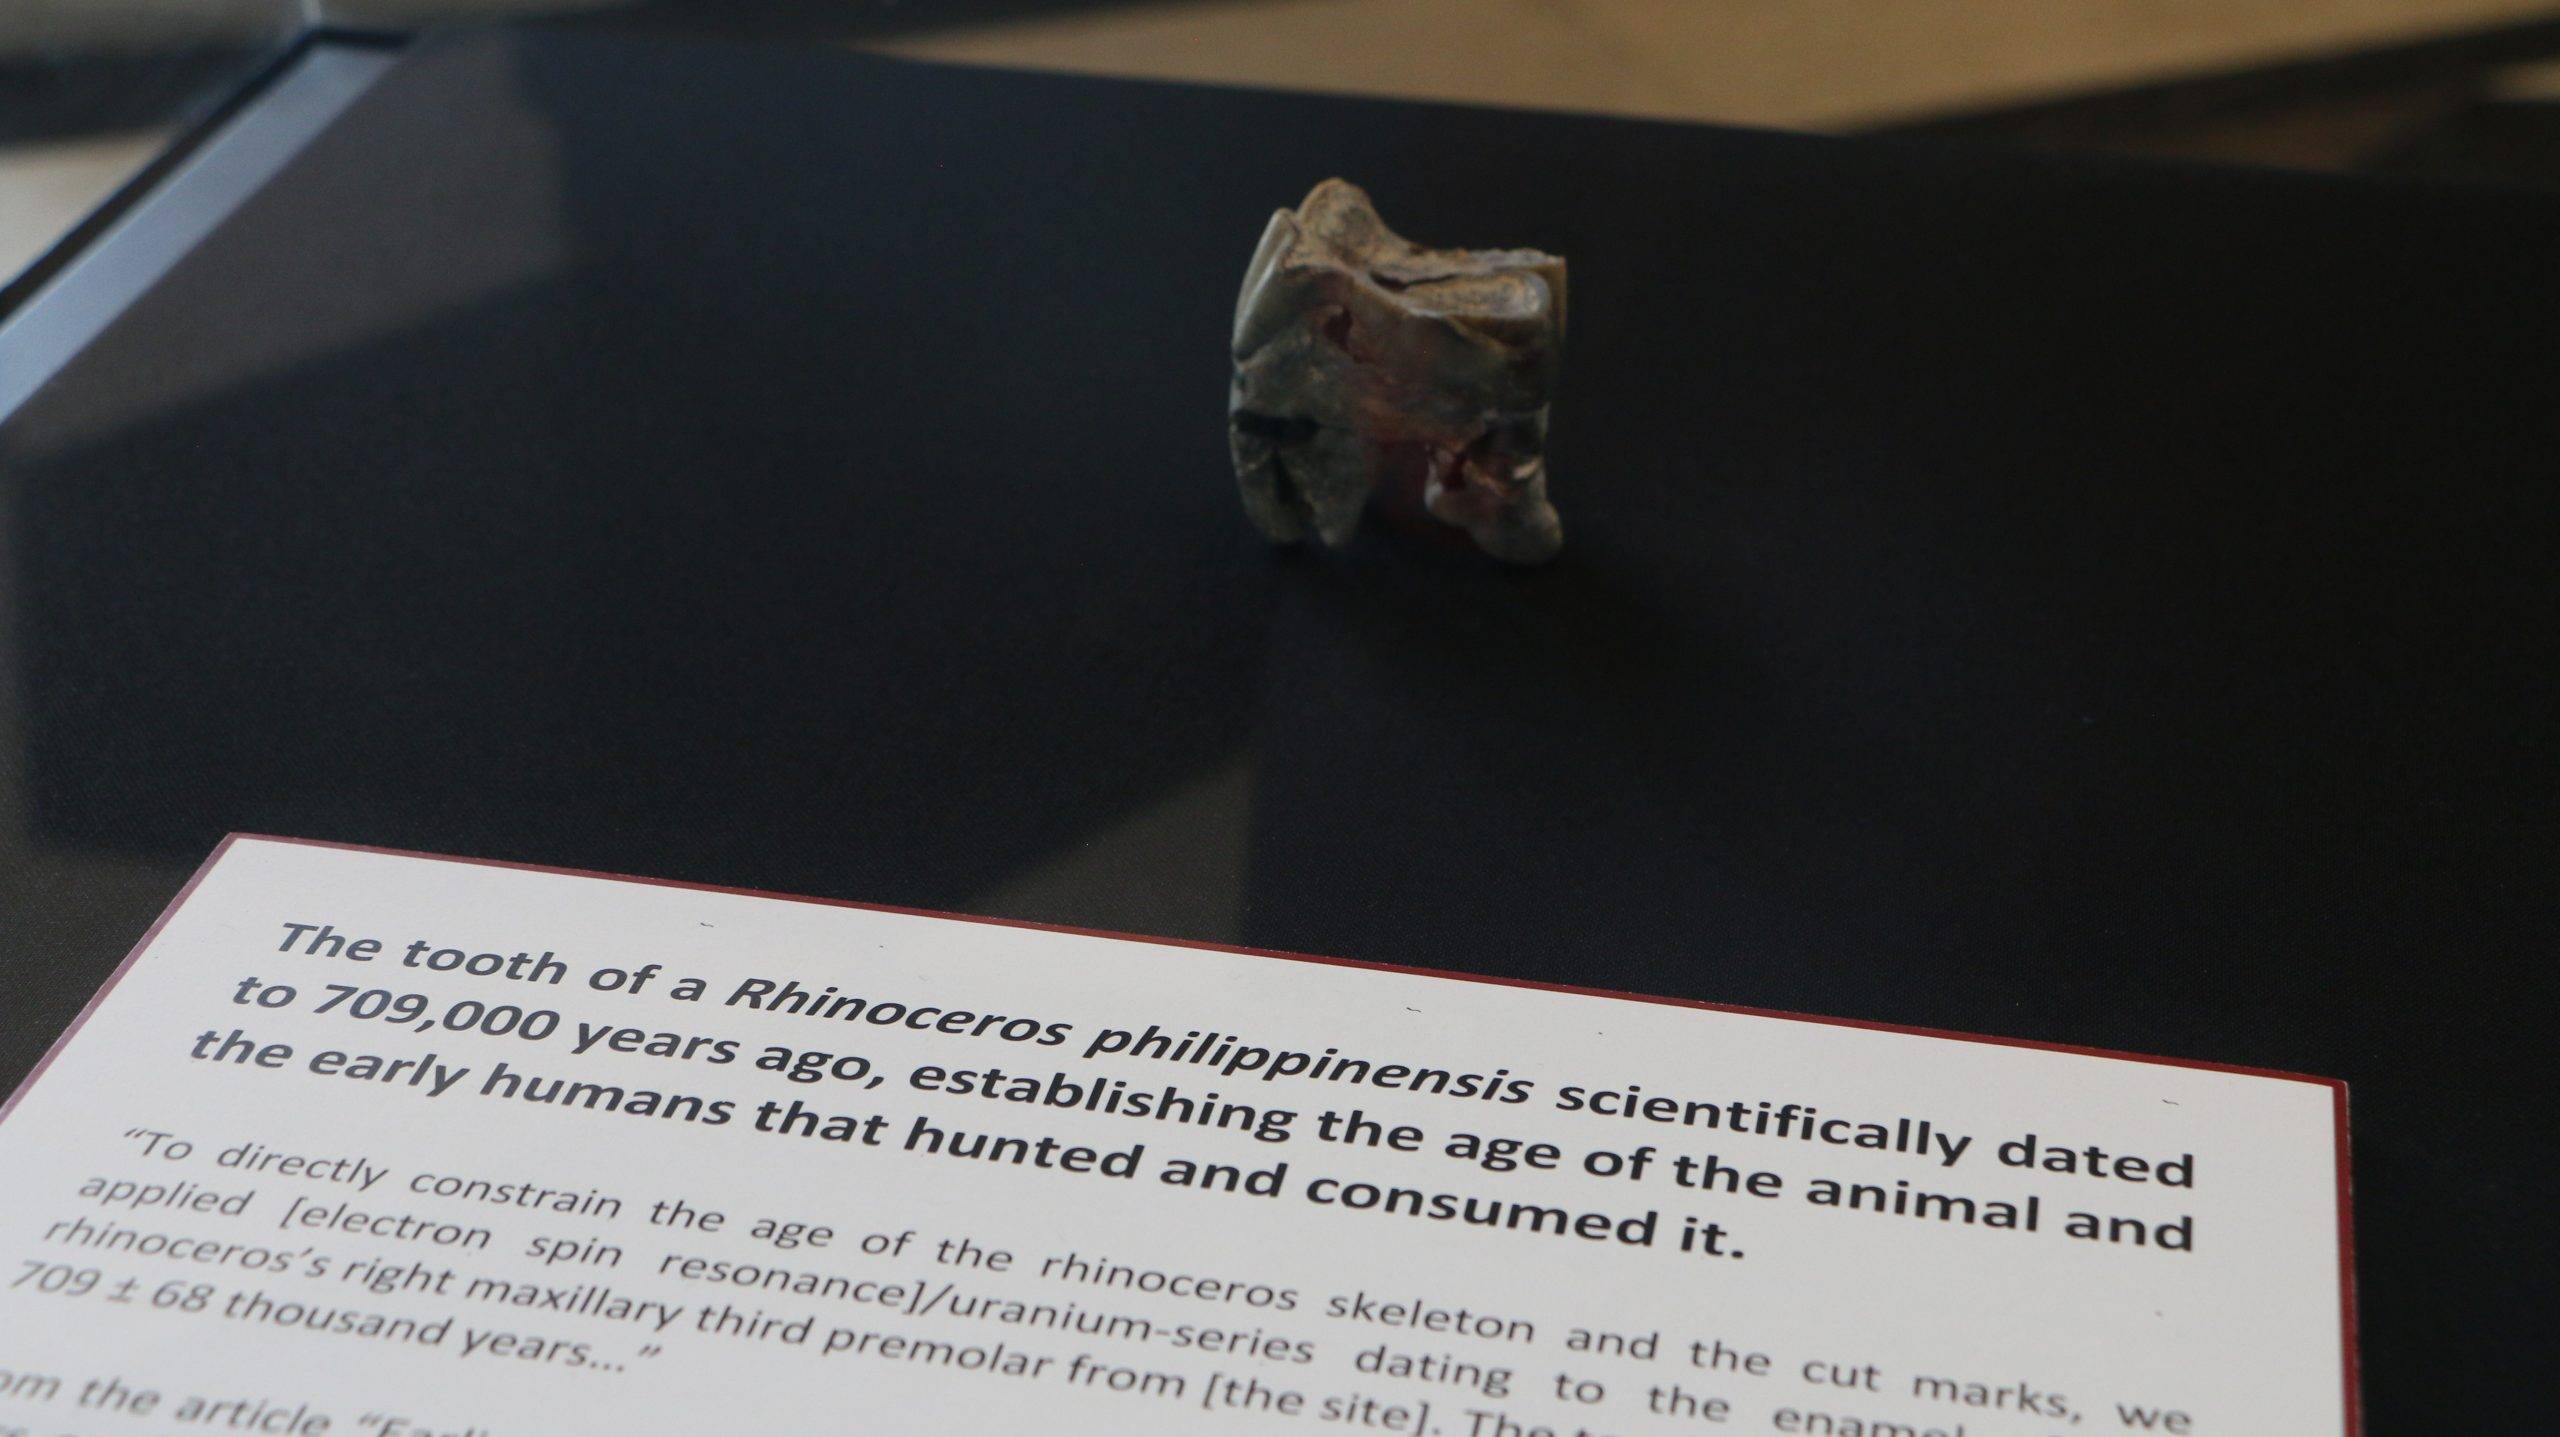 The tooth of a Rhinoceros philippinensis scientifically dated
to 709,000 years ago, establishing the age of the animal and
the early humans that hunted and consumed it.
“To directly constrain the age of the rhinoceros skeleton and the cut marks, we
applied [electron spin resonance]/uranium-series dating to the enamel
rhinoceros’s right maxillary third premolar from [the site]. The
709 ± 68 thousand years...”
the article